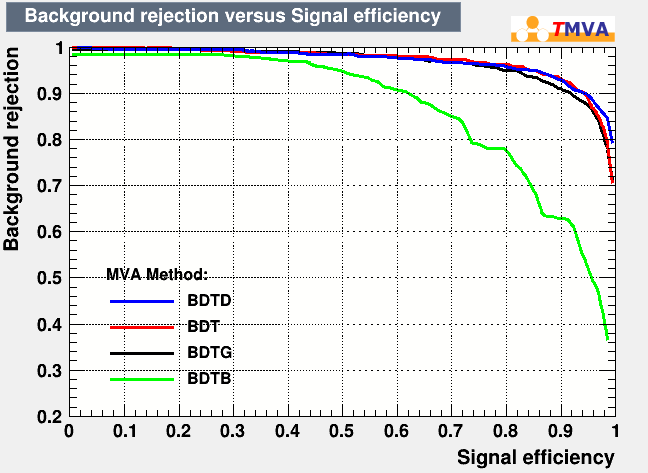 Background rejection versus Signal efficiency
TMVA
Background rejection
1
0.9
0.8
0.7
0.6
0.5
0.4
0.3
0.2
MVA Method:
BDTD
BDT
BDTG
BDTB
0 0.1 0.2 0.3 0.4 0.5 0.6 0.7 0.8 0.9 1
Signal efficiency